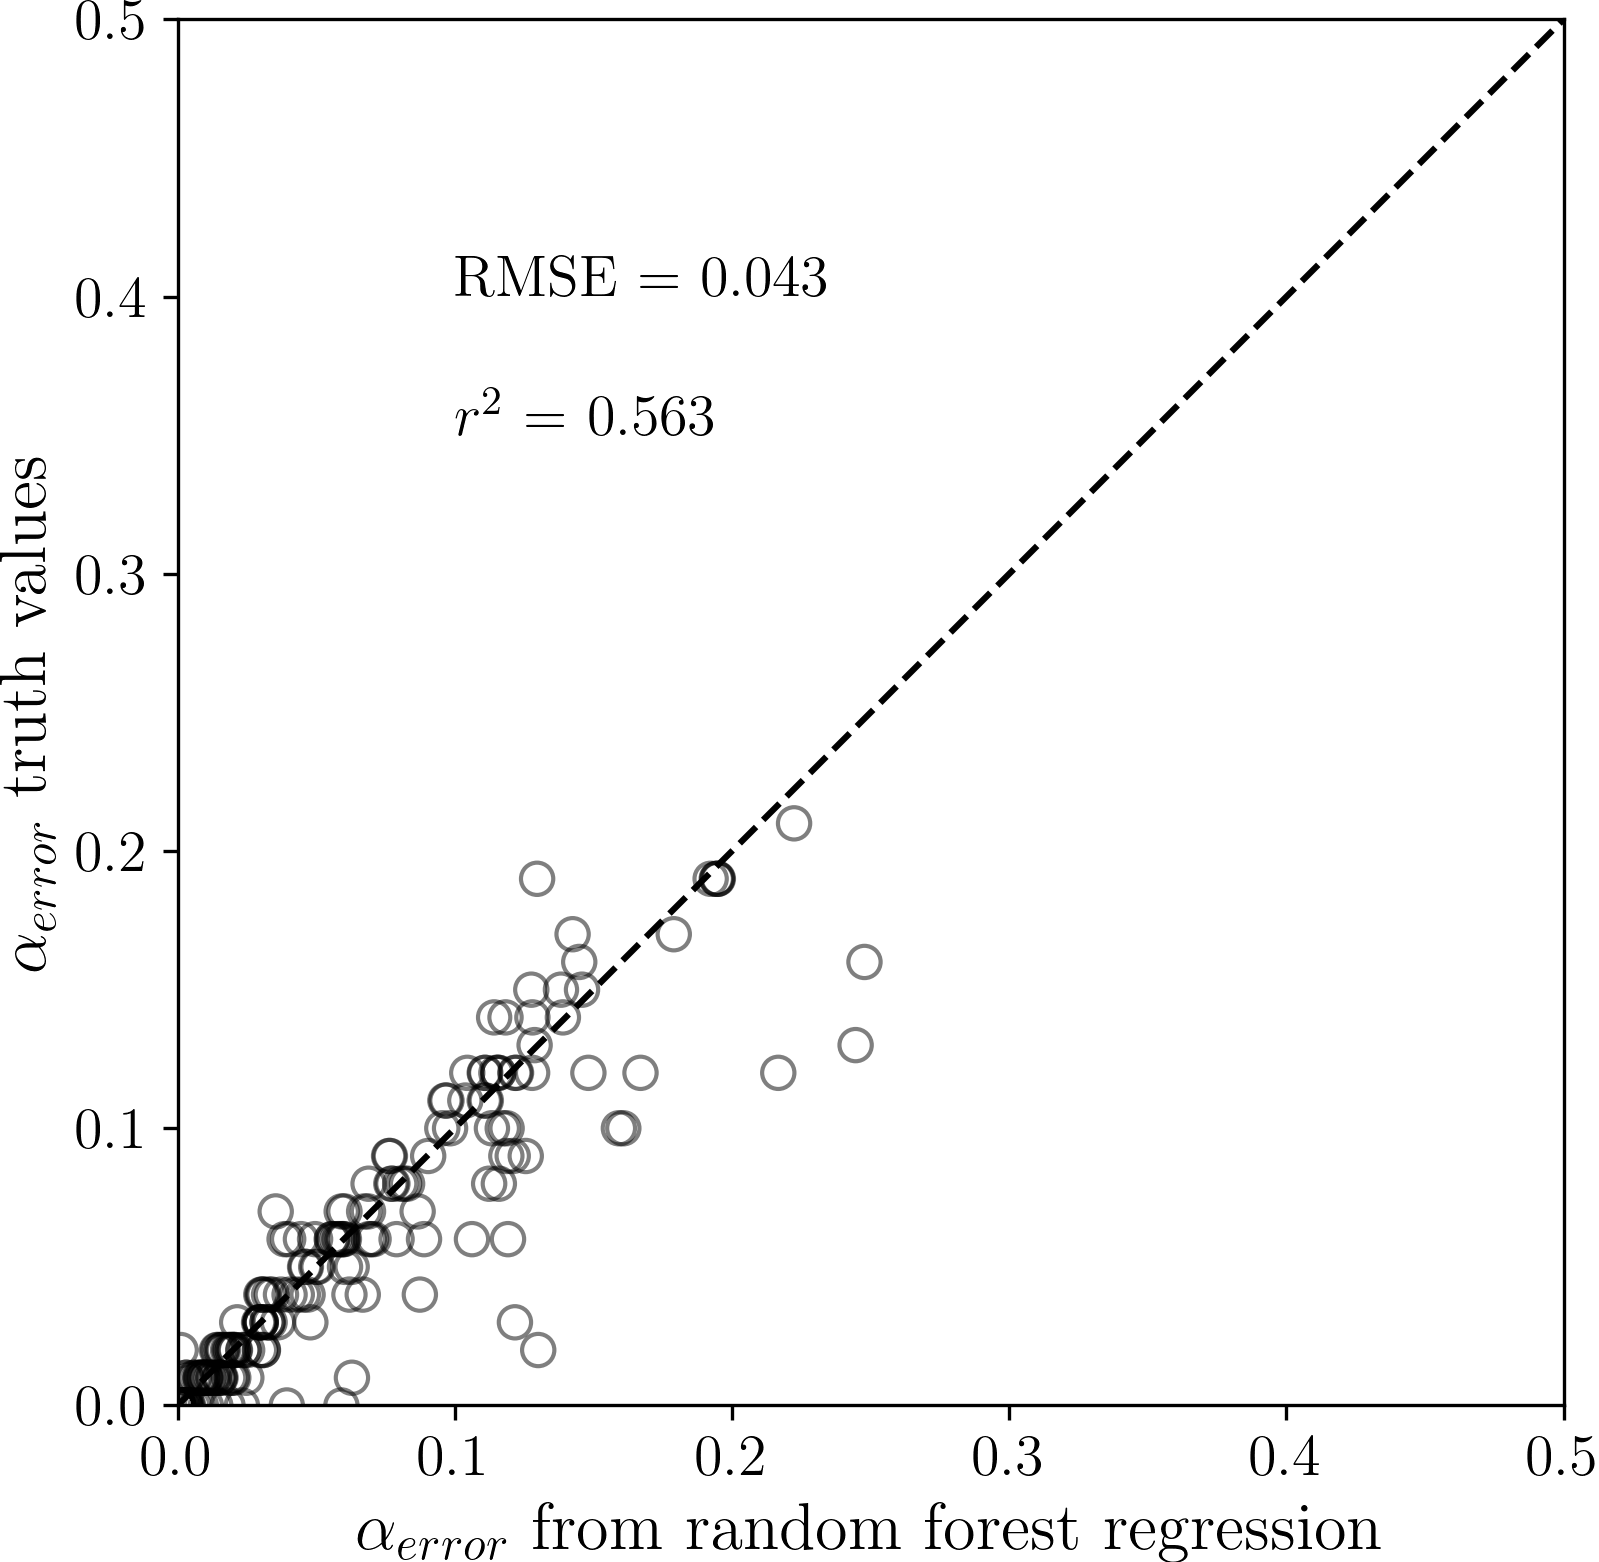 0.5
0.4
0.3
0.2
0.1
0.0
0.0 0.1 0.2 0.3 0.4 0.5
RMSE = 0.043
r² = 0.563
α_error truth values
α_error from random forest regression